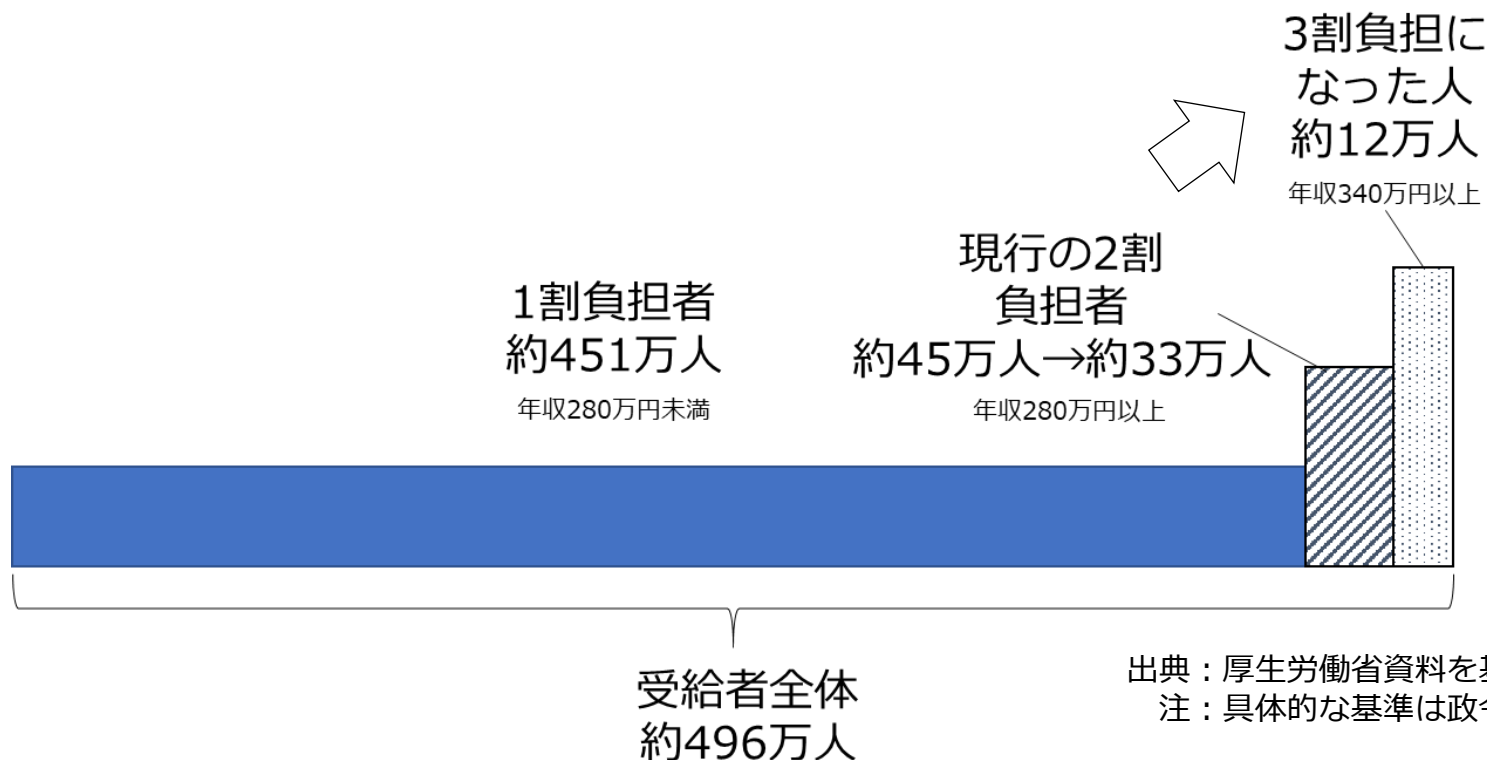 3割負担に
なった人
約12万人
年収340万円以上
現行の2割
負担者
約45万人→約33万人
年収280万円以上
1割負担者
約451万人
年収280万円未満
受給者全体
約496万人
出典：厚生労働省資料を
注：具体的な基準は政